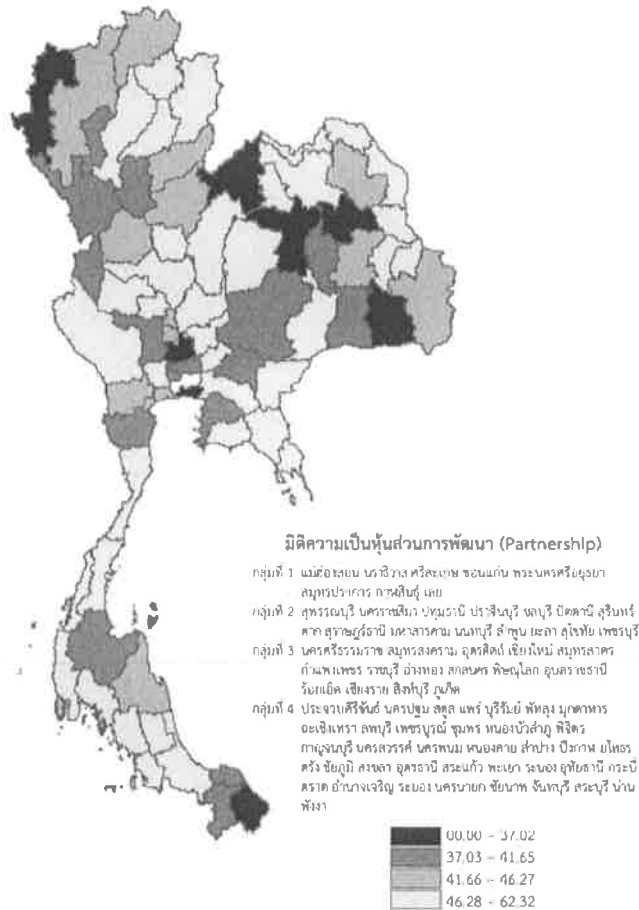 มิติความเป็นหุ้นส่วนการพัฒนา (Partnership)
กลุ่มที่ 1 แม่ฮ่องสอน นราธิวาส ศรีสะเกษ ขอนแก่น พระนครศรีอยุธยา
สมุทรปราการ กาฬสินธุ์ เลย
กลุ่มที่ 2 สุพรรณบุรี นครราชสีมา ปทุมธานี ปราจีนบุรี ชลบุรี ปัตตานี สุรินทร์
ตาก สุราษฎร์ธานี มหาสารคาม นนทบุรี ลำพูน ยะลา สุโขทัย เพชรบุรี
กลุ่มที่ 3 นครศรีธรรมราช สมุทรสงคราม อุตรดิตถ์ เชียงใหม่ สมุทรสาคร
กำแพงเพชร ราชบุรี อ่างทอง สกลนคร พิษณุโลก อุบลราชธานี
ร้อยเอ็ด เชียงราย สิงห์บุรี ภูเก็ต
กลุ่มที่ 4 ประจวบคีรีขันธ์ นครปฐม สตูล แพร่ บุรีรัมย์ พัทลุง มุกดาหาร
ฉะเชิงเทรา ลพบุรี เพชรบูรณ์ ชุมพร หนองบัวลำภู พิจิตร
กาญจนบุรี นครสวรรค์ นครพนม หนองคาย ลำปาง บึงกาฬ ยโสธร
ตรัง ชัยภูมิ สงขลา อุดรธานี สระแก้ว พะเยา ระนอง อุทัยธานี กระบี่
ตราด อำนาจเจริญ ระยอง นครนายก ชัยนาท จันทบุรี สระบุรี น่าน
พังงา
00.00 - 37.02
37.03 - 41.65
41.66 - 46.27
46.28 - 62.32